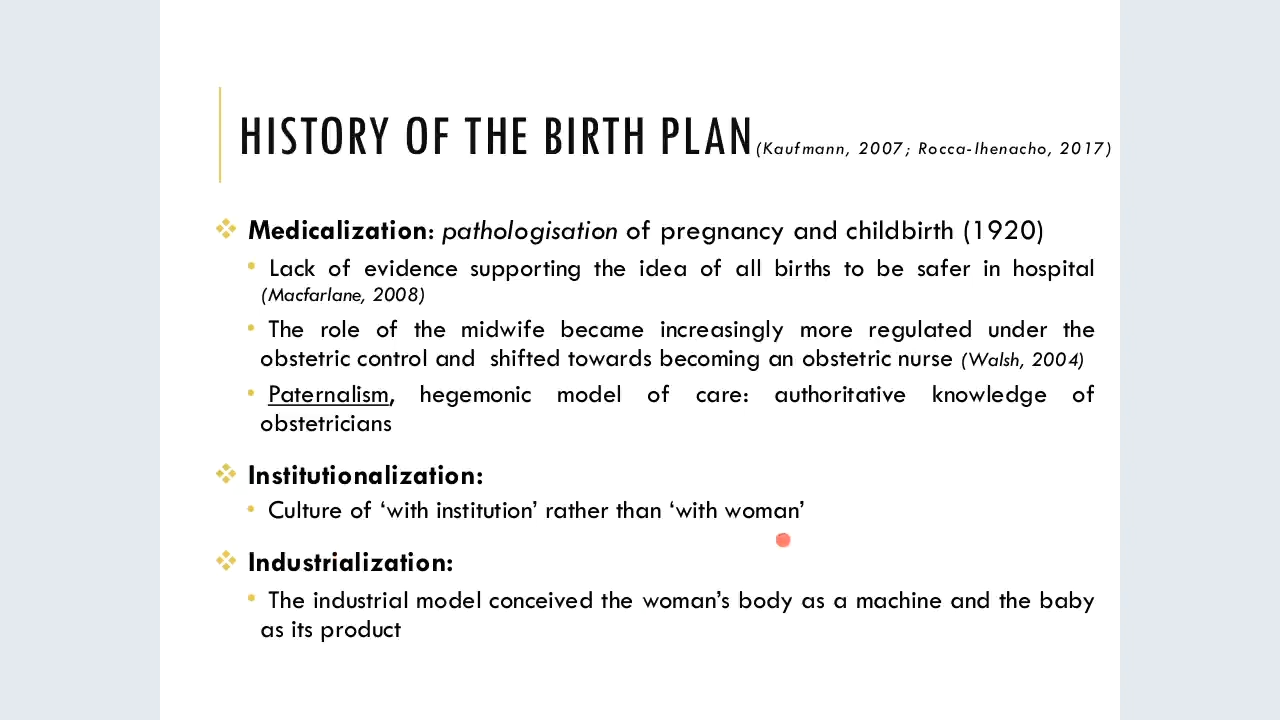 HISTORY OF THE BIRTH PLAN (Kaufmann, 2007; Rocca-Ihenacho, 2017)
Medicalization: pathologisation of pregnancy and childbirth (1920)
Lack of evidence supporting the idea of all births to be safer in hospital
(Macfarlane, 2008)
The role of the midwife became increasingly more regulated under the
obstetric control and shifted towards becoming an obstetric nurse (Walsh, 2004)
Paternalism, hegemonic model of care: authoritative knowledge of
obstetricians
Institutionalization:
Culture of ‘with institution’ rather than ‘with woman’
Industrialization:
The industrial model conceived the woman’s body as a machine and the baby
as its product